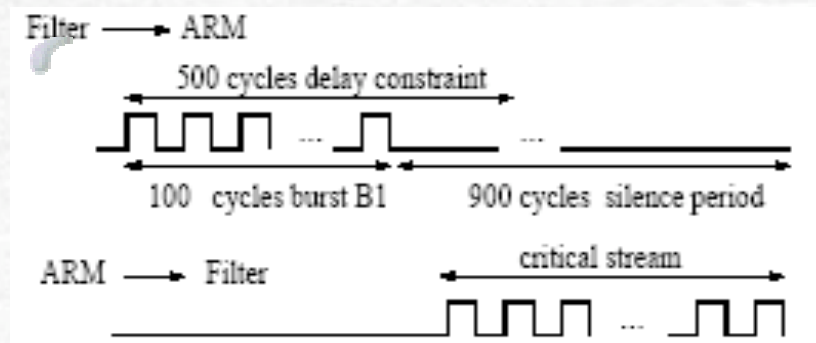 Filter → ARM
500 cycles delay constraint
... ...
100 cycles burst B1 900 cycles silence period
critical stream
ARM → Filter
...